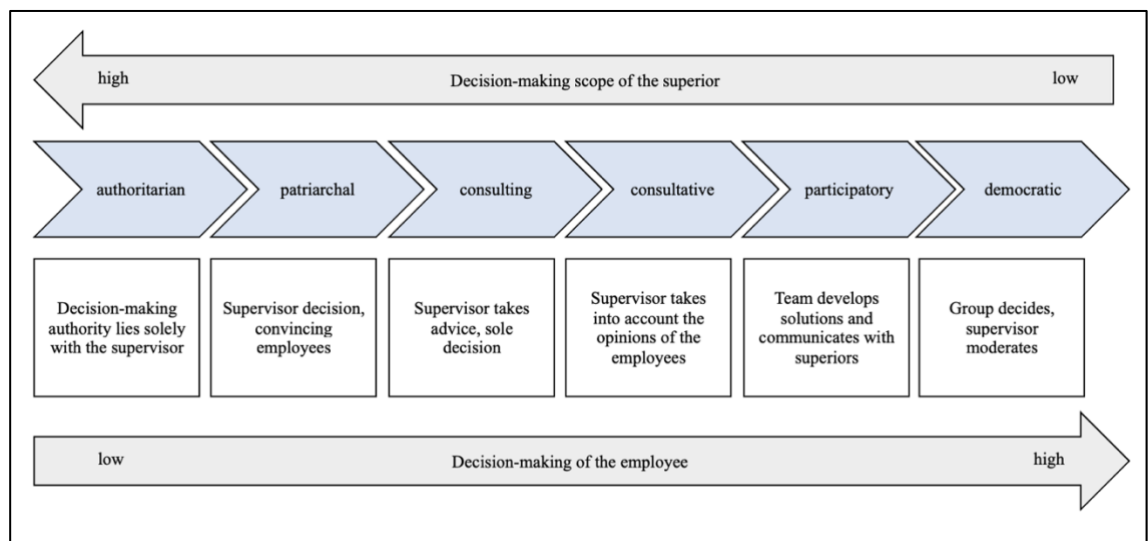 high Decision-making scope of the superior low
authoritarian patriarchal consulting consultative participatory democratic
Decision-making
authority lies solely
with the supervisor
Supervisor decision,
convincing
employees
Supervisor takes
advice, sole
decision
Supervisor takes
into account the
opinions of the
employees
Team develops
solutions and
communicates with
superiors
Group decides,
supervisor
moderates
low Decision-making of the employee high